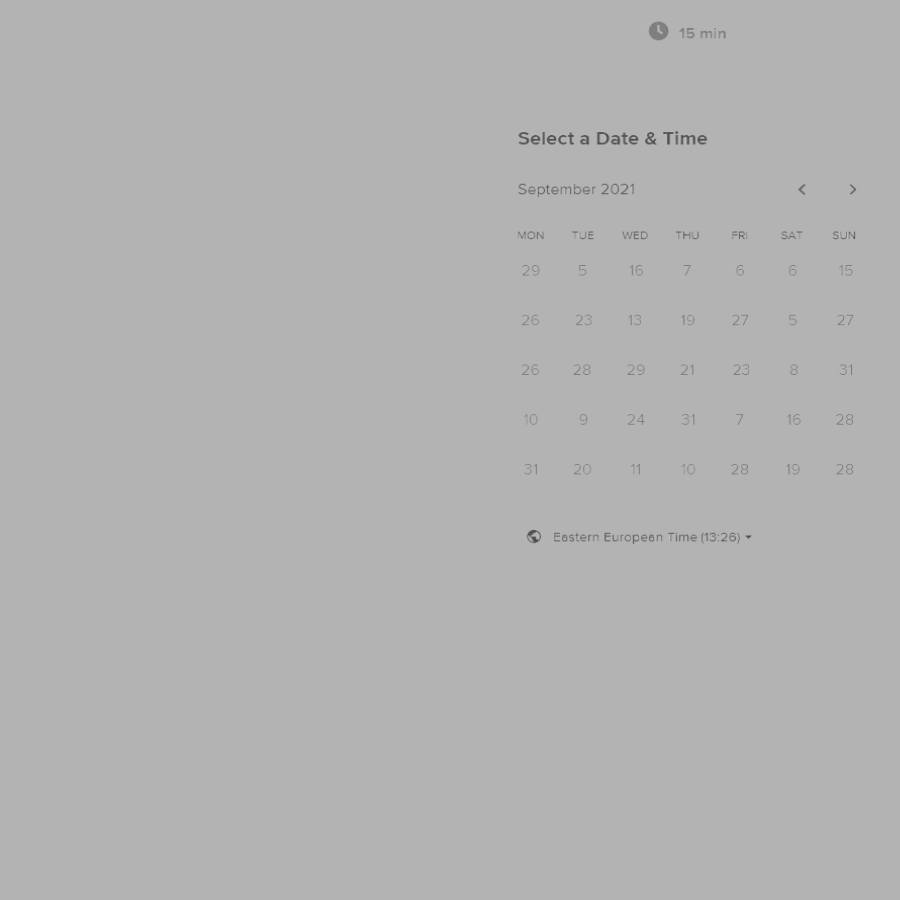 15 min
Select a Date & Time
September 2021
MON TUE WED THU FRI SAT SUN
29 5 16 7 6 6 15
26 23 13 19 27 5 27
26 28 29 21 23 8 31
10 9 24 31 7 16 28
31 20 11 10 28 19 28
Eastern European Time (13:26)